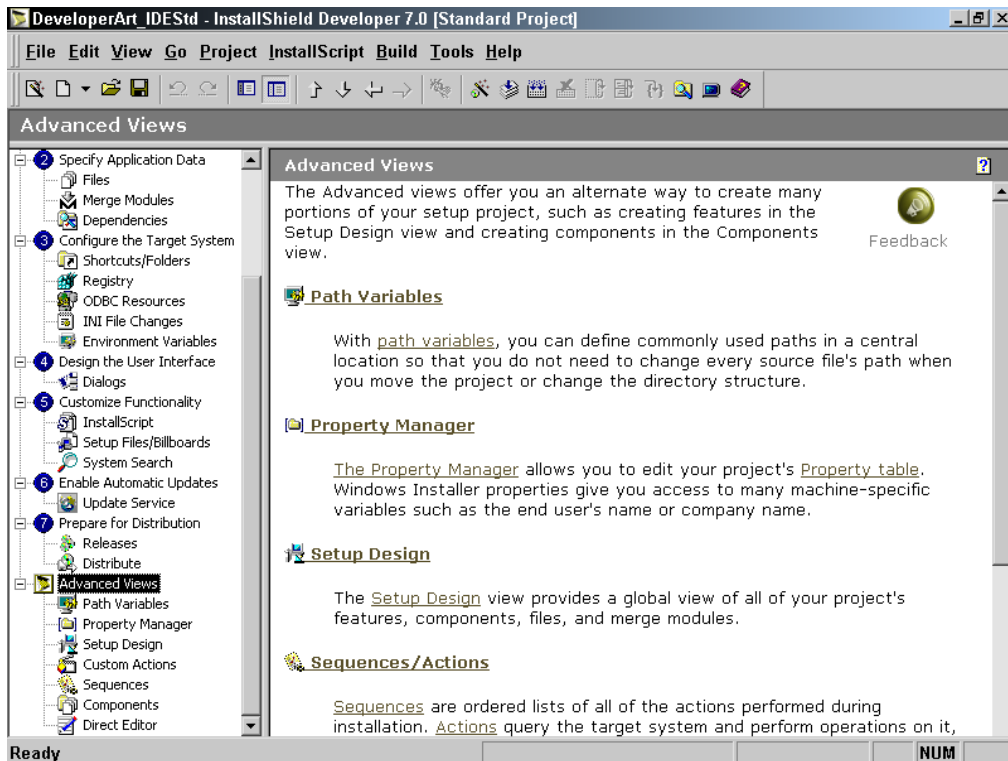 DeveloperArt_IDEStd - InstallShield Developer 7.0 [Standard Project]
File Edit View Go Project InstallScript Build Tools Help
Advanced Views
2 Specify Application Data
Files
Merge Modules
Dependencies
3 Configure the Target System
Shortcuts/Folders
Registry
ODBC Resources
INI File Changes
Environment Variables
4 Design the User Interface
Dialogs
5 Customize Functionality
InstallScript
Setup Files/Billboards
System Search
6 Enable Automatic Updates
Update Service
7 Prepare for Distribution
Releases
Distribute
Advanced Views
Path Variables
Property Manager
Setup Design
Custom Actions
Sequences
Components
Direct Editor
Advanced Views
The Advanced views offer you an alternate way to create many
portions of your setup project, such as creating features in the
Setup Design view and creating components in the Components
view.
Feedback
Path Variables
With path variables, you can define commonly used paths in a central
location so that you do not need to change every source file's path when
you move the project or change the directory structure.
Property Manager
The Property Manager allows you to edit your project's Property table.
Windows Installer properties give you access to many machine-specific
variables such as the end user's name or company name.
Setup Design
The Setup Design view provides a global view of all of your project's
features, components, files, and merge modules.
Sequences/Actions
Sequences are ordered lists of all of the actions performed during
installation. Actions query the target system and perform operations on it,
Ready
NUM